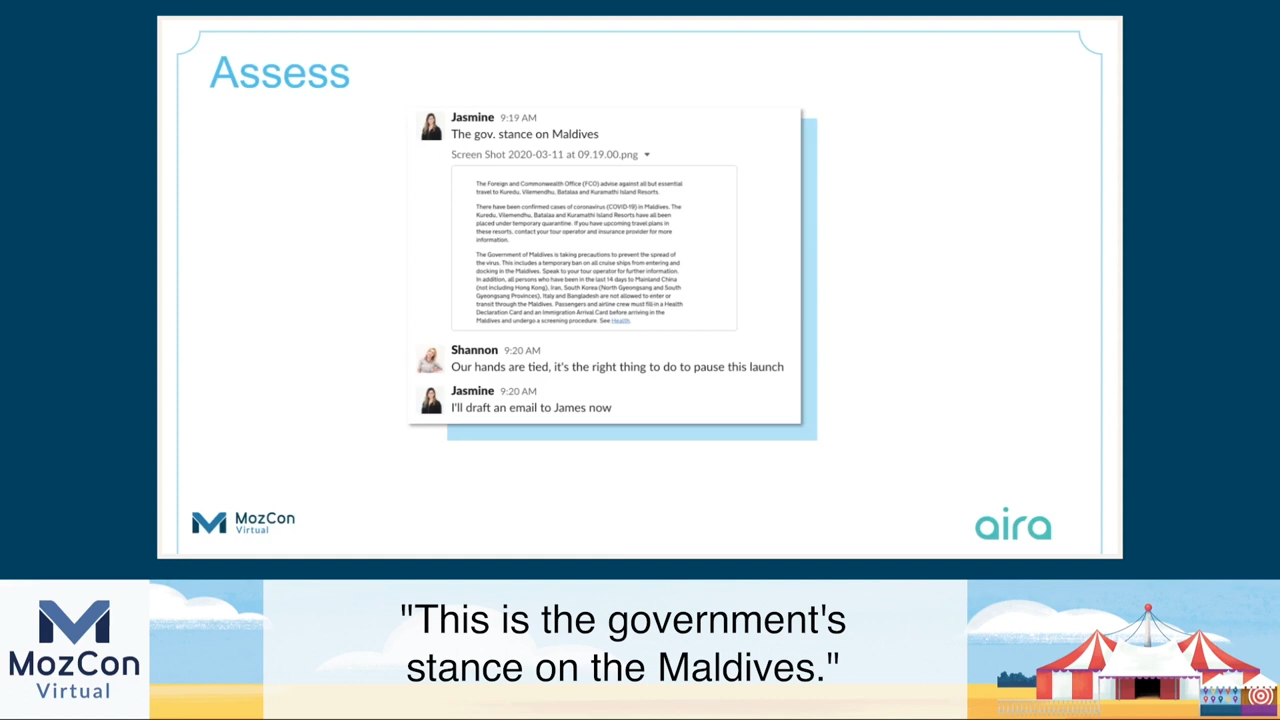 Assess
Jasmine 9:19 AM
The gov. stance on Maldives
Screen Shot 2020-03-11 at 09.19.00.png
The Foreign and Commonwealth Office (FCO) advise against all but essential
travel to Kuredu, Vilemendhu, Batalaa and Kuramathi Island Resorts.
There have been confirmed cases of coronavirus (COVID-19) in Maldives. The
Kuredu, Vilemendhu, Batalaa and Kuramathi Island Resorts have all been
placed under temporary quarantine. If you have upcoming travel plans in
these resorts, contact your tour operator and insurance provider for more
information.
The Government of Maldives is taking precautions to prevent the spread of
the virus. This includes a temporary ban on all cruise ships from entering and
docking in the Maldives. Speak to your tour operator for further information.
In addition, all persons who have been in the last 14 days to Mainland China
(not including Hong Kong), Iran, South Korea (North Gyeongsang and South
Gyeongsang Provinces), Italy and Bangladesh are not allowed to enter or
transit through the Maldives. Passengers and airline crew must fill-in a Health
Declaration Card and an Immigration Arrival Card before arriving in the
Maldives and undergo a screening procedure. See Health.
Shannon 9:20 AM
Our hands are tied, it's the right thing to do to pause this launch
Jasmine 9:20 AM
I'll draft an email to James now
MozCon
Virtual
aira
MozCon
Virtual
"This is the government's
stance on the Maldives."